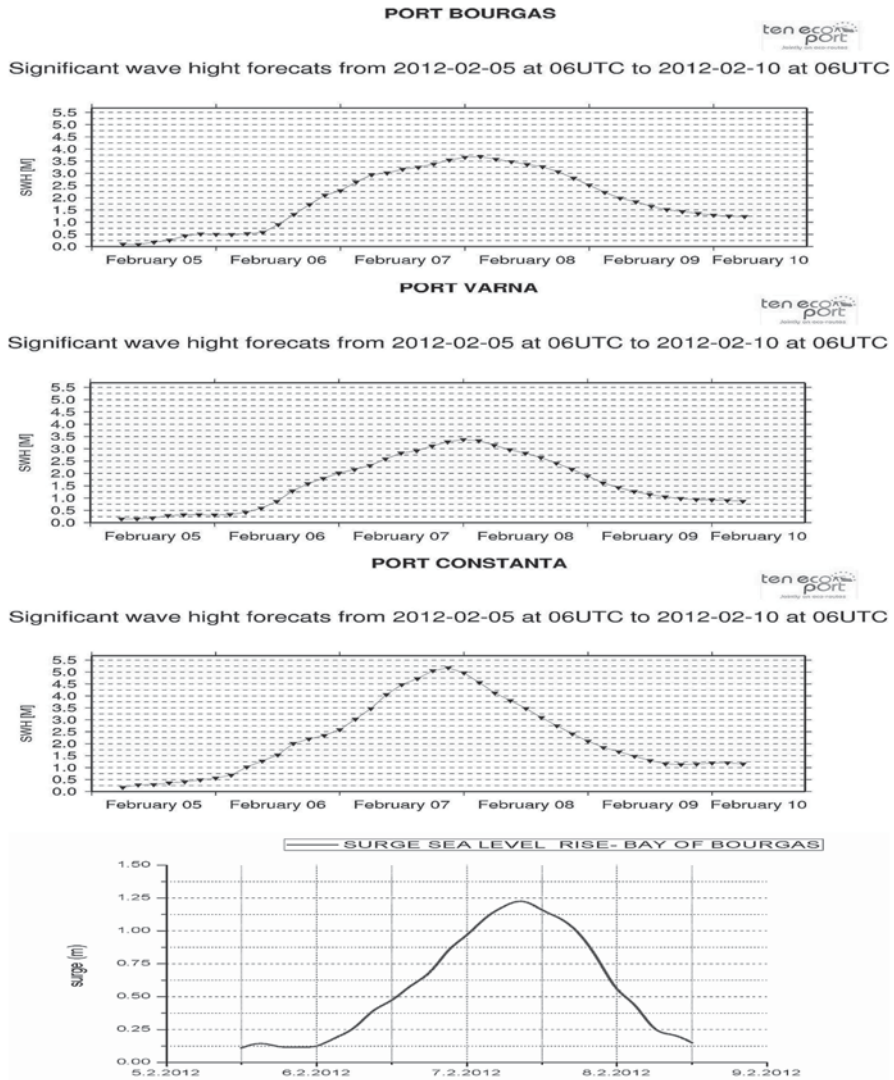 PORT BOURGAS
ten eco port
Significant wave hight forecats from 2012-02-05 at 06UTC to 2012-02-10 at 06UTC
SWH [M]
5.5
5.0
4.5
4.0
3.5
3.0
2.5
2.0
1.5
1.0
0.5
0.0
February 05 February 06 February 07 February 08 February 09 February 10
PORT VARNA
ten eco port
Significant wave hight forecats from 2012-02-05 at 06UTC to 2012-02-10 at 06UTC
SWH [M]
5.5
5.0
4.5
4.0
3.5
3.0
2.5
2.0
1.5
1.0
0.5
0.0
February 05 February 06 February 07 February 08 February 09 February 10
PORT CONSTANTA
ten eco port
Significant wave hight forecats from 2012-02-05 at 06UTC to 2012-02-10 at 06UTC
SWH [M]
5.5
5.0
4.5
4.0
3.5
3.0
2.5
2.0
1.5
1.0
0.5
0.0
February 05 February 06 February 07 February 08 February 09 February 10
SURGE SEA LEVEL RISE- BAY OF BOURGAS
surge (m)
1.50
1.25
1.00
0.75
0.50
0.25
0.00
5.2.2012 6.2.2012 7.2.2012 8.2.2012 9.2.2012